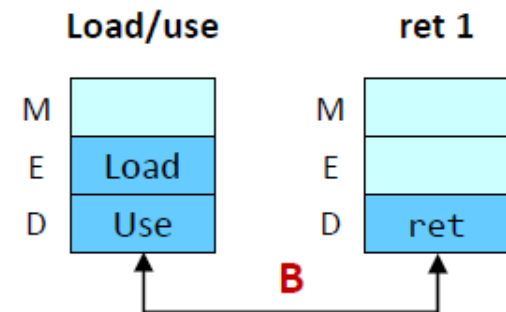 Load/use ret 1
M M
E Load E
D Use D ret
B